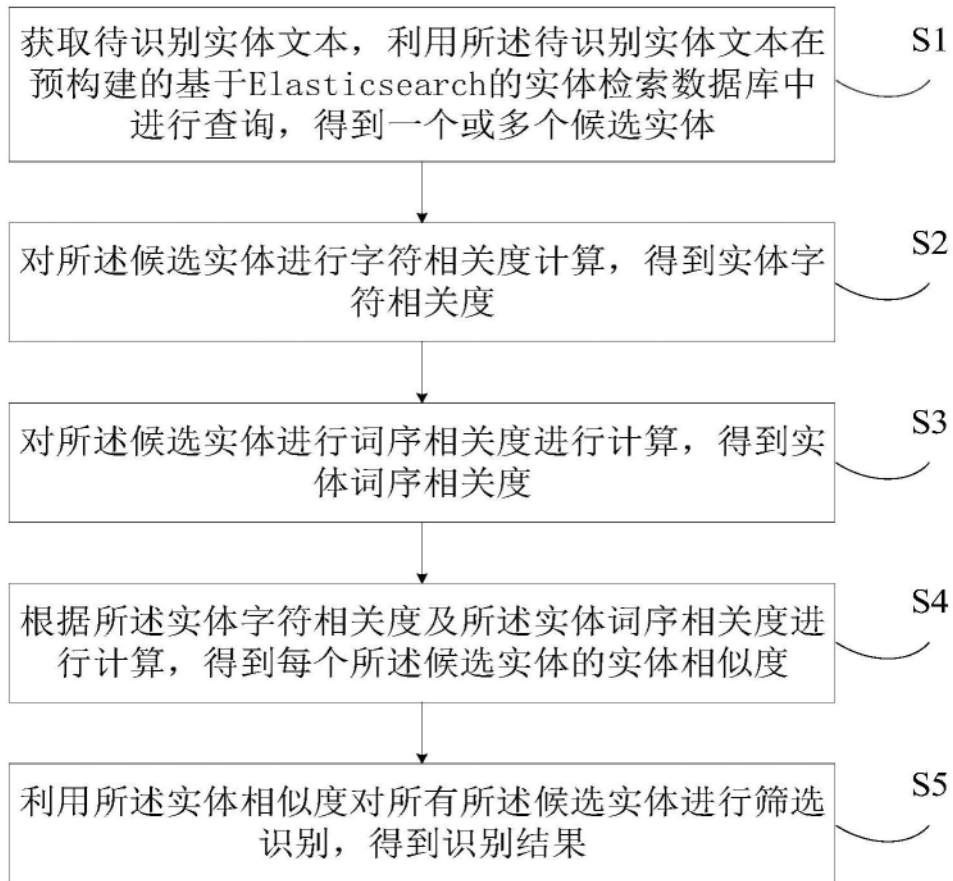 获取待识别实体文本，利用所述待识别实体文本在
预构建的基于Elasticsearch的实体检索数据库中
进行查询，得到一个或多个候选实体
S1
对所述候选实体进行字符相关度计算，得到实体字
符相关度
S2
对所述候选实体进行词序相关度进行计算，得到实
体词序相关度
S3
根据所述实体字符相关度及所述实体词序相关度进
行计算，得到每个所述候选实体的实体相似度
S4
利用所述实体相似度对所有所述候选实体进行筛选
识别，得到识别结果
S5